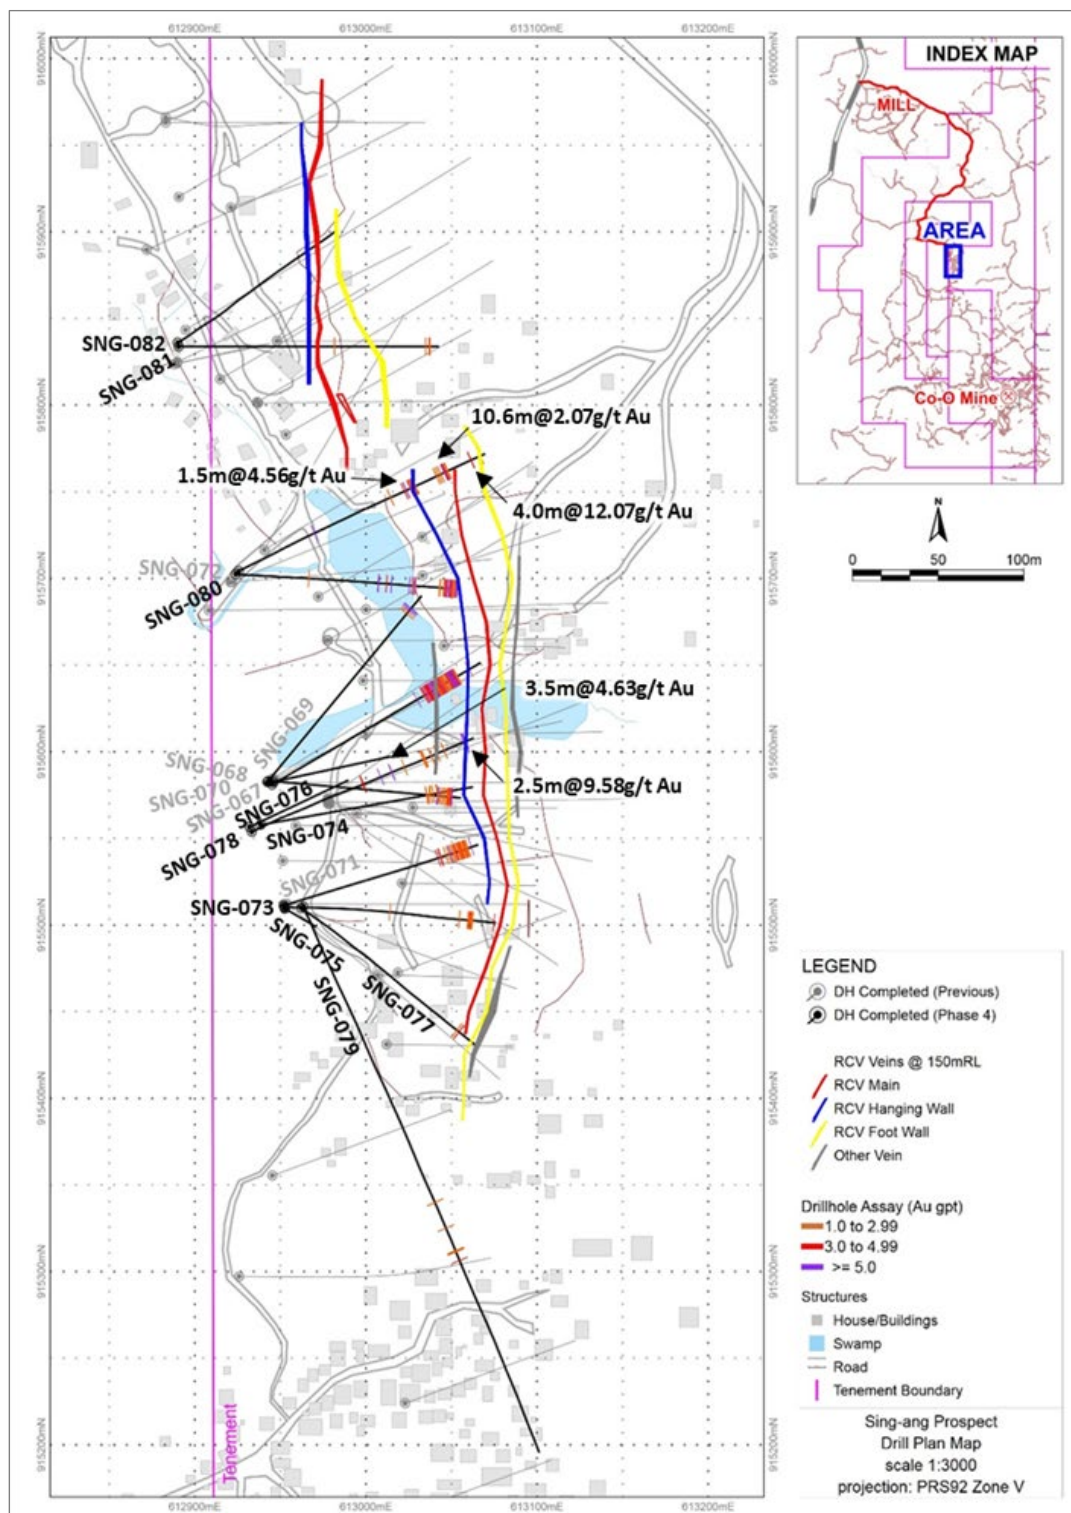 612900mE
613000mE
613100mE
613200mE
916000mN
915900mN
915800mN
915700mN
915600mN
915500mN
915400mN
915300mN
915200mN
SNG-082
SNG-081
10.6m@2.07g/t Au
1.5m@4.56g/t Au
4.0m@12.07g/t Au
SNG-072
SNG-080
3.5m@4.63g/t Au
SNG-069
SNG-068
SNG-070
SNG-067
SNG-076
2.5m@9.58g/t Au
SNG-078
SNG-074
SNG-071
SNG-073
SNG-075
SNG-077
SNG-079
Tenement
612900mE
613000mE
613100mE
613200mE
INDEX MAP
MILL
AREA
Co-O Mine
N
0 50 100m
LEGEND
DH Completed (Previous)
DH Completed (Phase 4)
RCV Veins @ 150mRL
RCV Main
RCV Hanging Wall
RCV Foot Wall
Other Vein
Drillhole Assay (Au gpt)
1.0 to 2.99
3.0 to 4.99
>= 5.0
Structures
House/Buildings
Swamp
Road
Tenement Boundary
Sing-ang Prospect
Drill Plan Map
scale 1:3000
projection: PRS92 Zone V